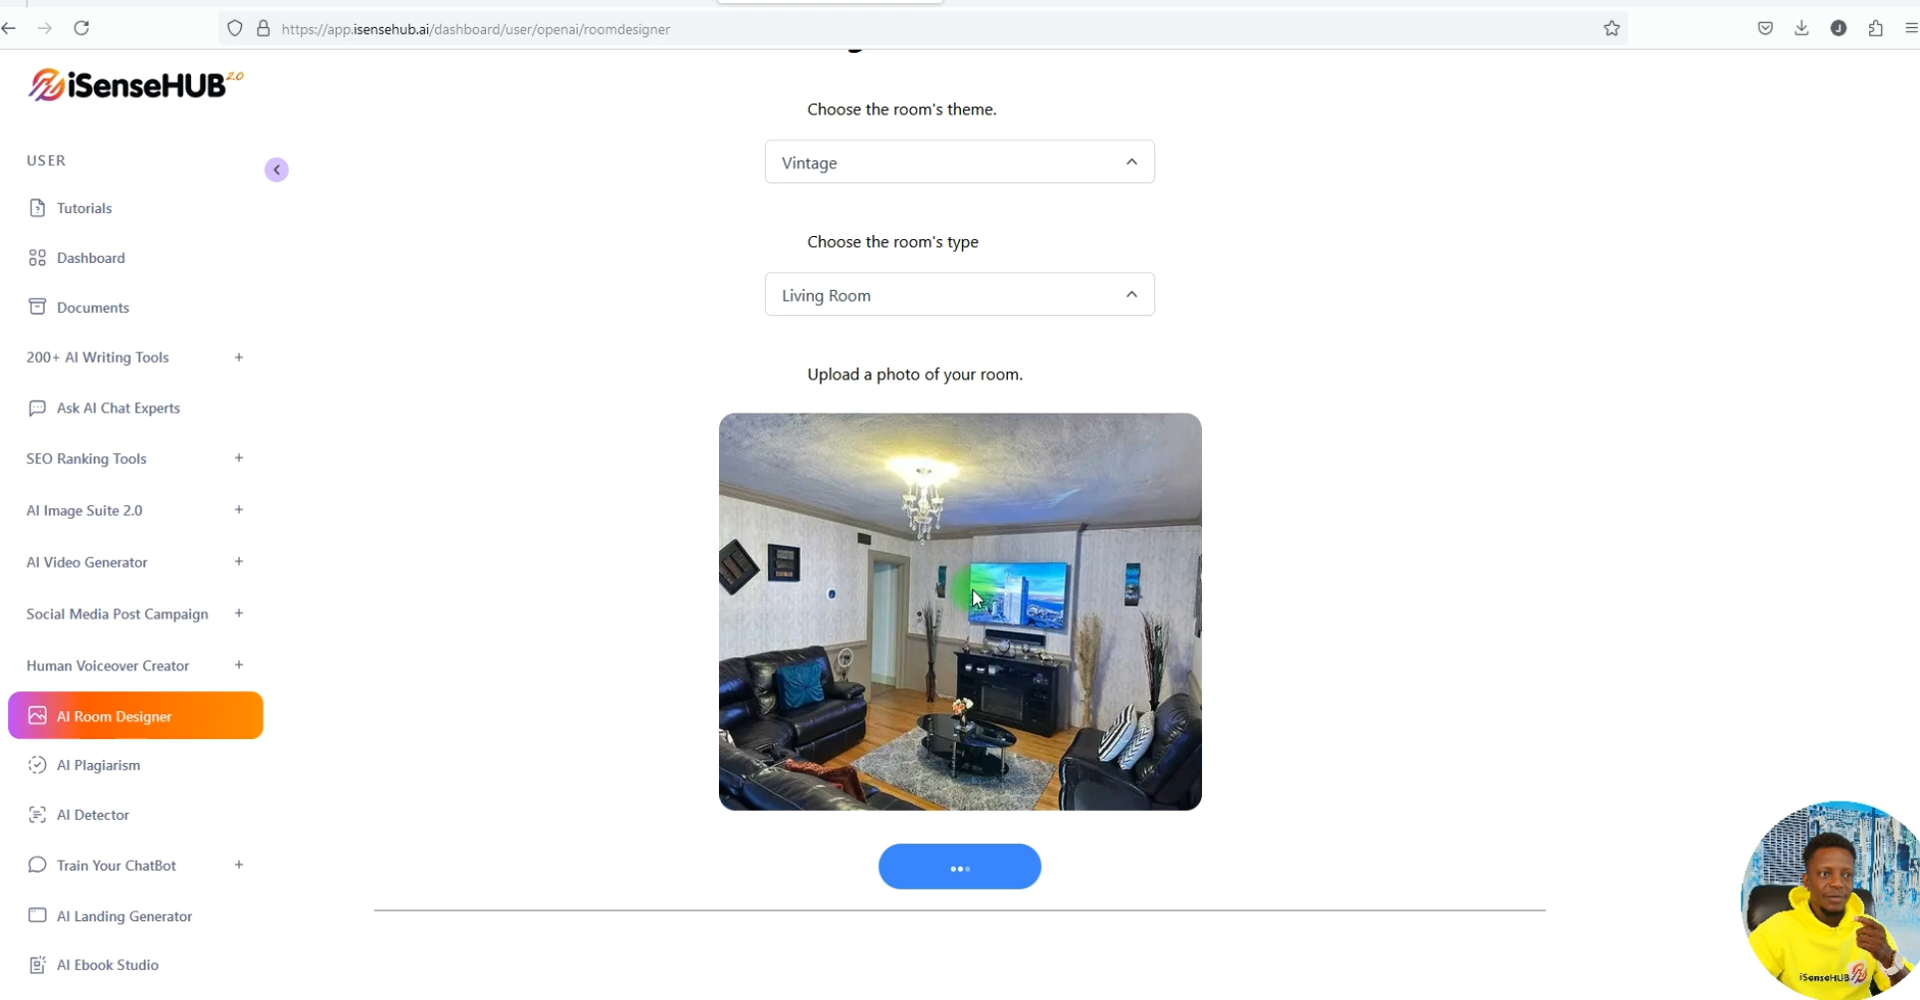 https://app.isensehub.ai/dashboard/user/openai/roomdesigner
J
iSenseHUB 2.0
USER
Tutorials
Dashboard
Documents
200+ AI Writing Tools +
Ask AI Chat Experts
SEO Ranking Tools +
AI Image Suite 2.0 +
AI Video Generator +
Social Media Post Campaign +
Human Voiceover Creator +
AI Room Designer
AI Plagiarism
AI Detector
Train Your ChatBot +
AI Landing Generator
AI Ebook Studio
Choose the room's theme.
Vintage
Choose the room's type
Living Room
Upload a photo of your room.
iSenseHUB